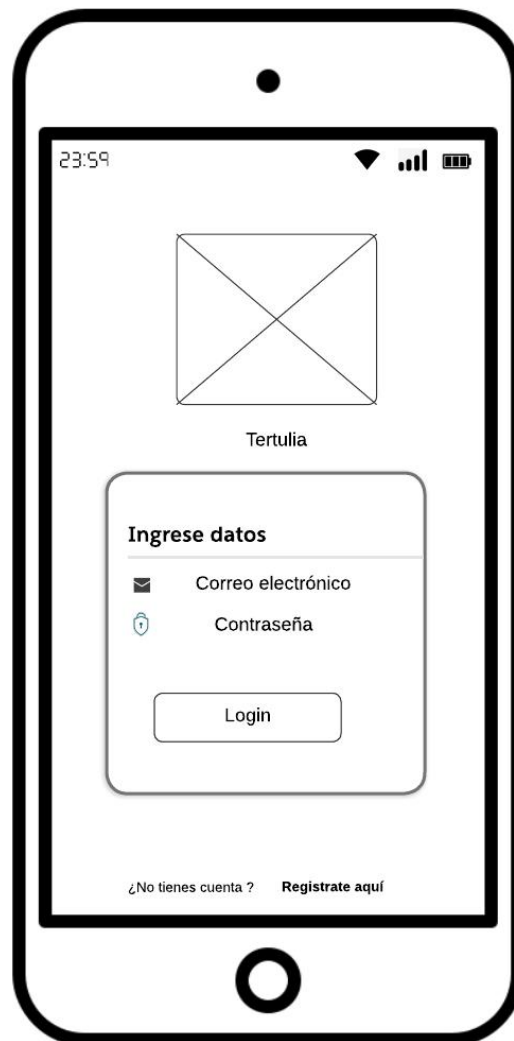 23:59
Tertulia
Ingrese datos
Correo electrónico
Contraseña
Login
¿No tienes cuenta ? Registrate aquí